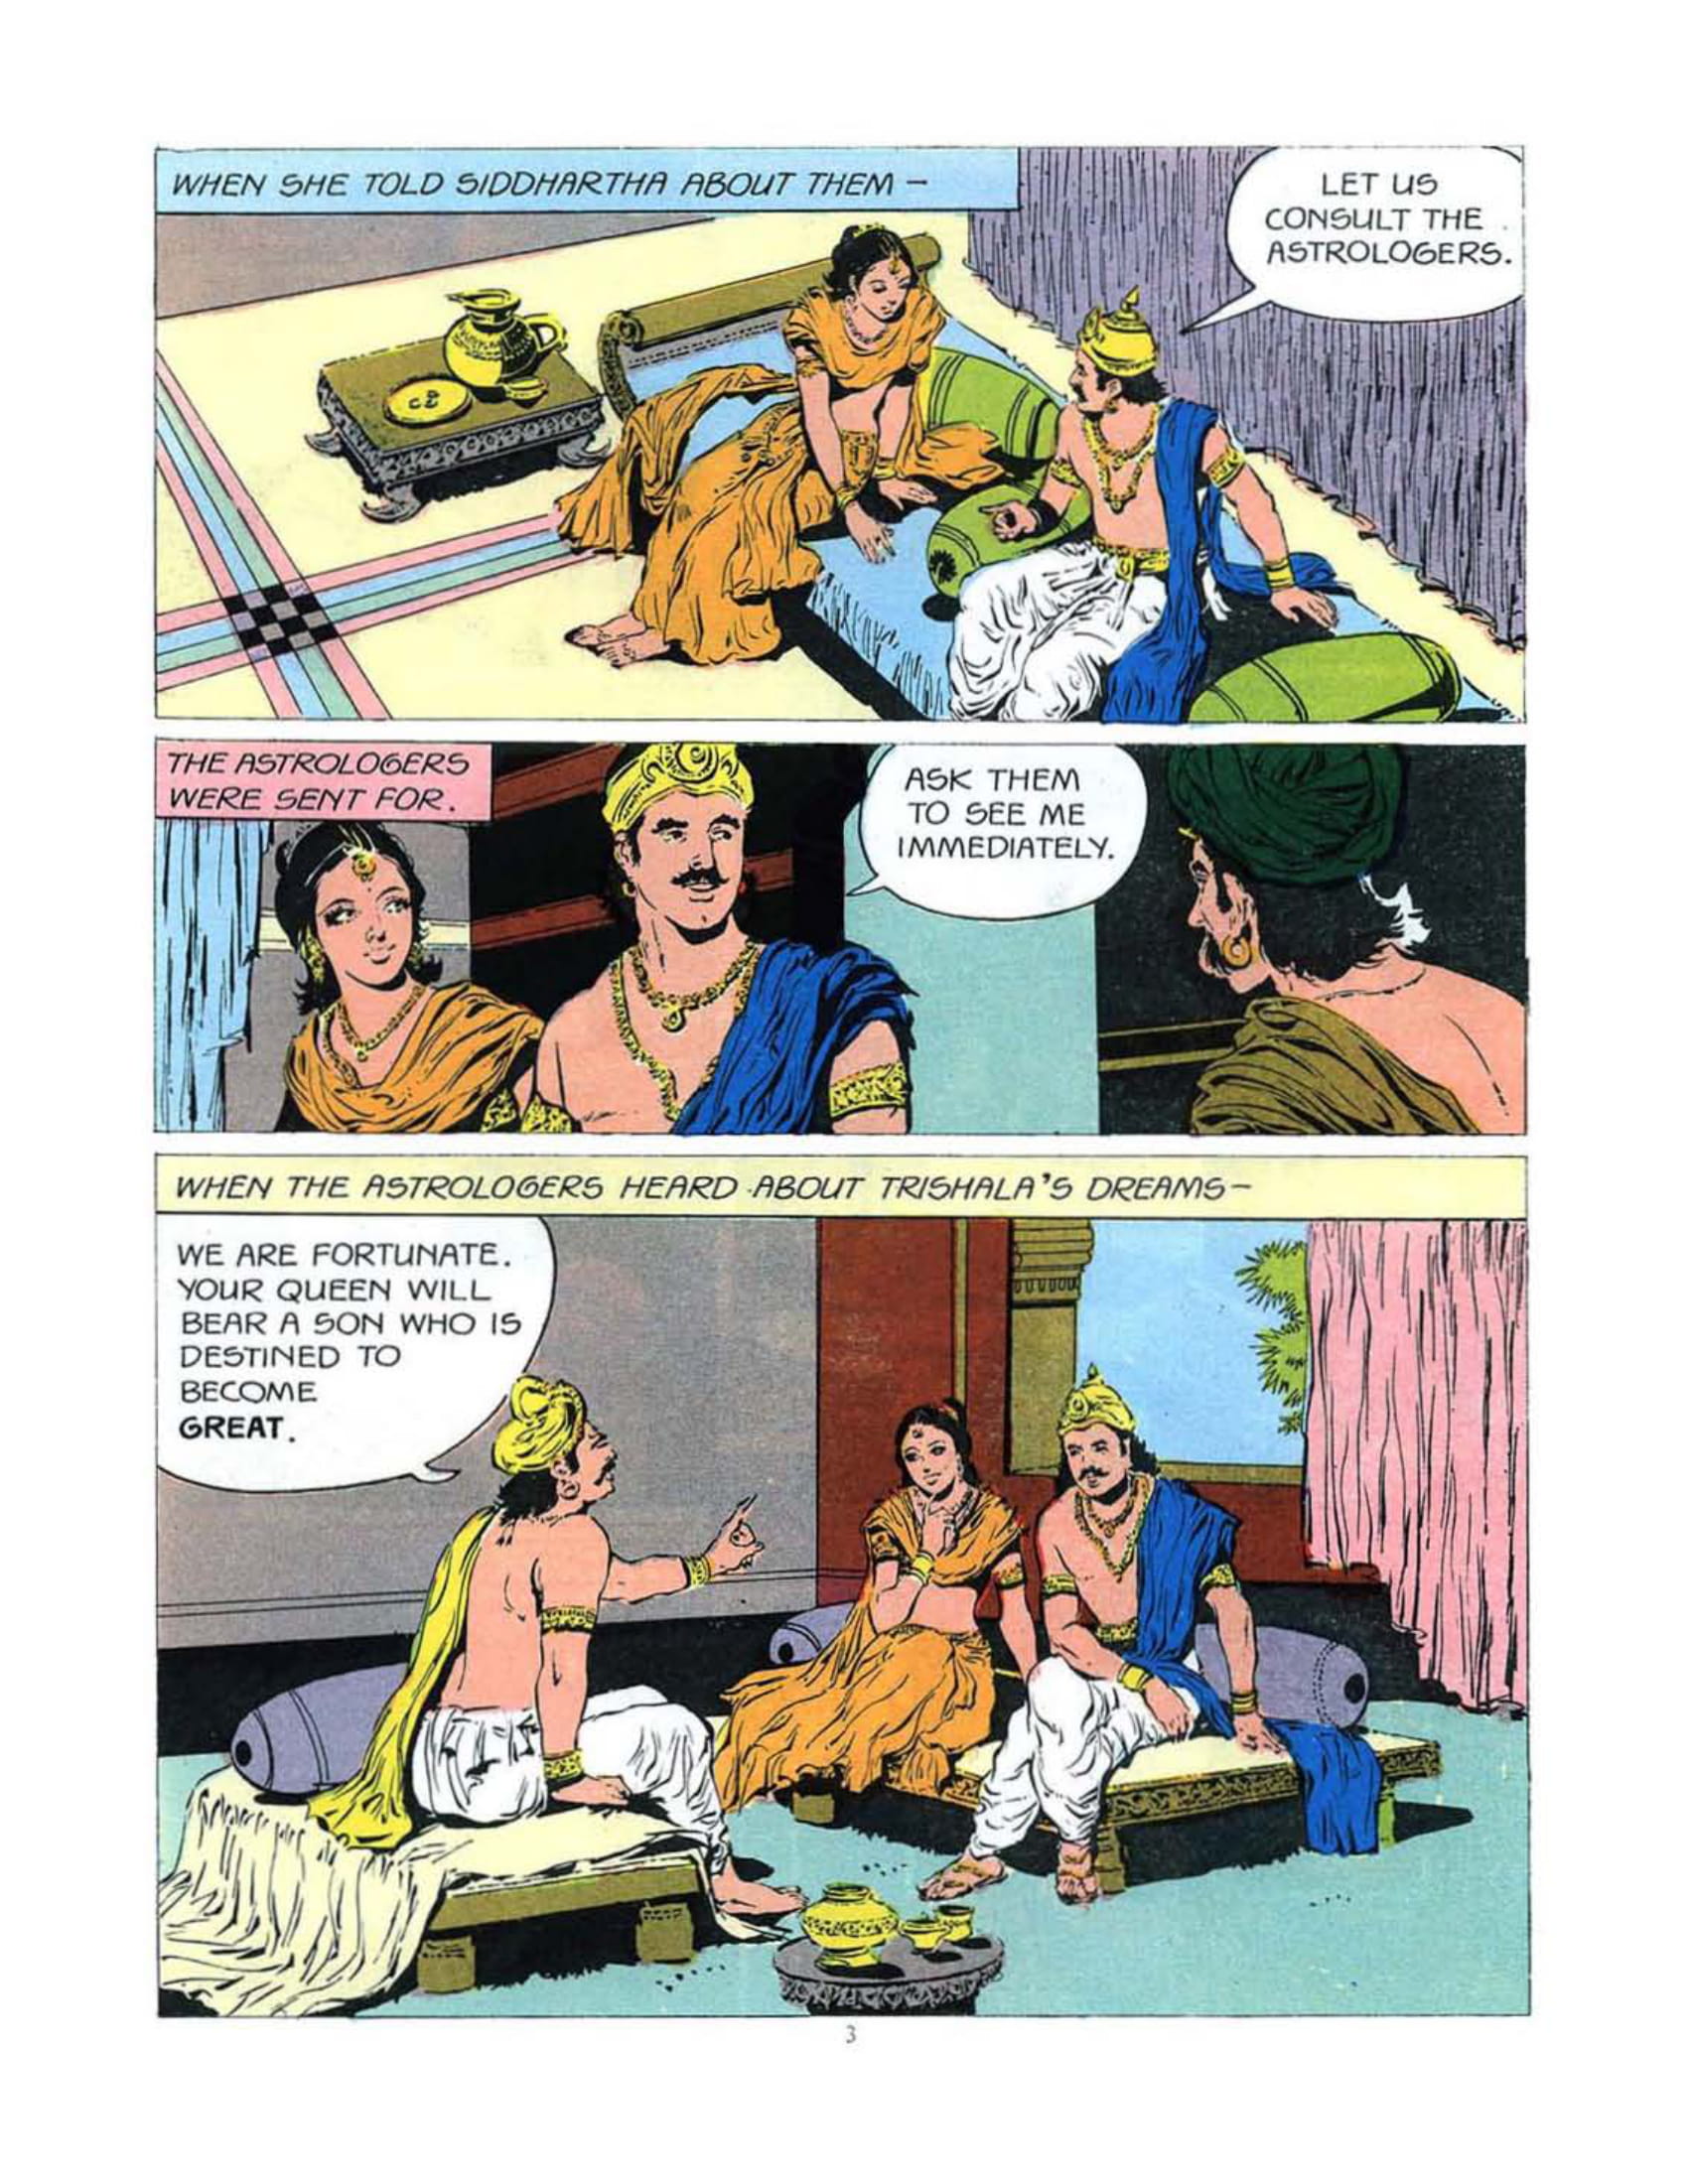 WHEN SHE TOLD SIDDHARTHA ABOUT THEM –
LET US
CONSULT THE
ASTROLOGERS.
THE ASTROLOGERS
WERE SENT FOR.
ASK THEM
TO SEE ME
IMMEDIATELY.
WHEN THE ASTROLOGERS HEARD ABOUT TRISHALA'S DREAMS –
WE ARE FORTUNATE.
YOUR QUEEN WILL
BEAR A SON WHO IS
DESTINED TO
BECOME
GREAT.
3